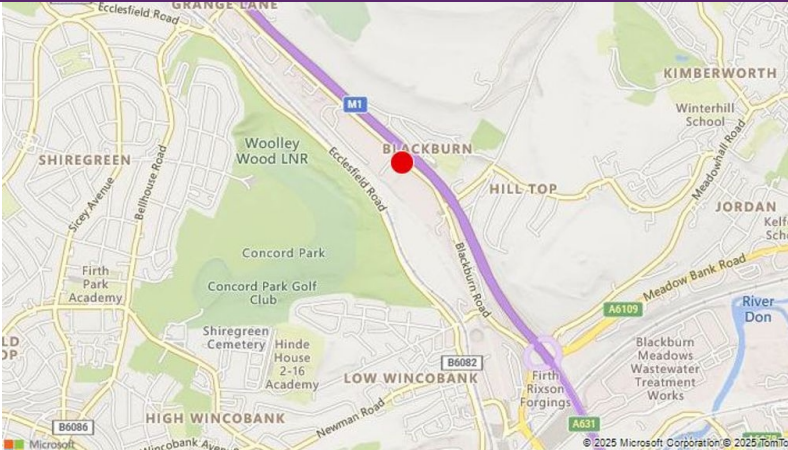 GRANGE LANE
Ecclesfield Road
KIMBERWORTH
M1
Winterhill
School
Woolley
Wood LNR
BLACKBURN
SHIREGREEN
Bellhouse Road
Ecclesfield Road
Meadowhall Road
Sicey Avenue
HILL TOP
JORDAN
Concord Park
Firth
Park
Academy
Concord Park Golf
Club
Blackburn Road
Meadow Bank Road
A6109
River
Don
Shiregreen
Cemetery
Hinde
House
2-16
Academy
B6082
Blackburn
Meadows
Wastewater
Treatment
Works
LOW WINCOBANK
Firth
Rixson
Forgings
HIGH WINCOBANK
Newman Road
B6086
A631
Microsoft
© 2025 Microsoft Corporation © 2025 TomTo